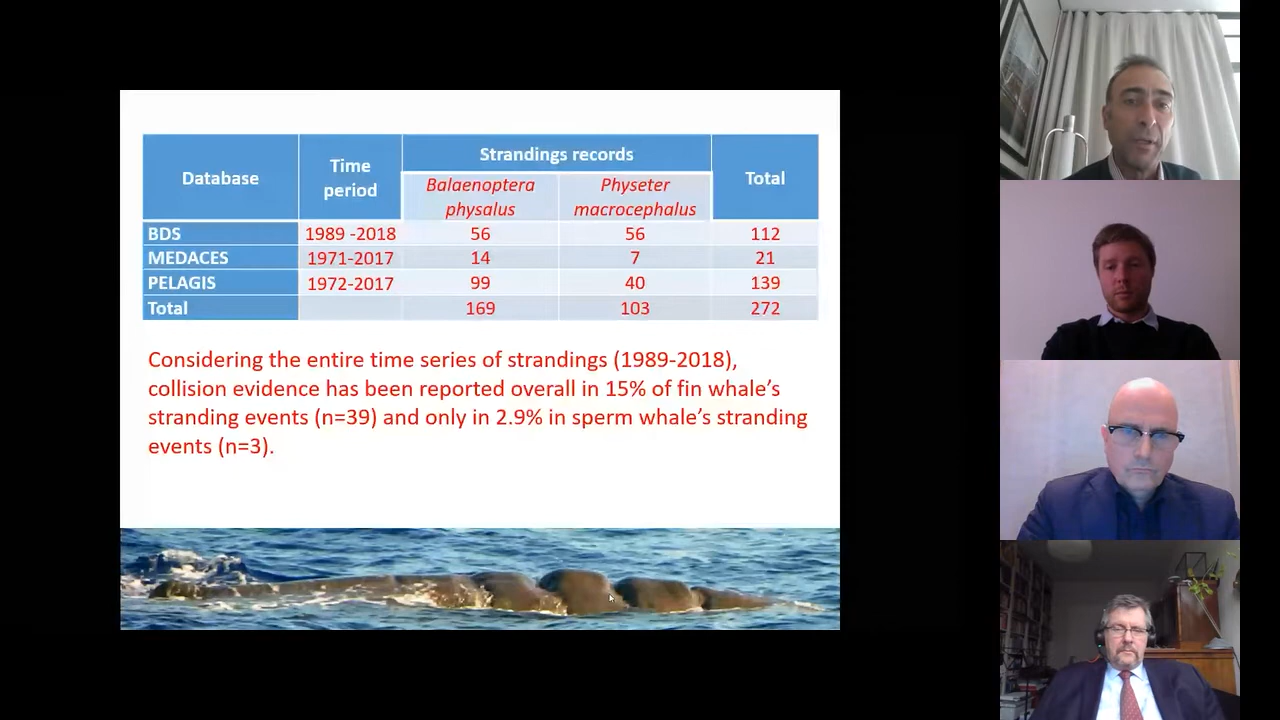 Database Time period Strandings records Total
Balaenoptera physalus Physeter macrocephalus
BDS 1989 -2018 56 56 112
MEDACES 1971-2017 14 7 21
PELAGIS 1972-2017 99 40 139
Total 169 103 272
Considering the entire time series of strandings (1989-2018),
collision evidence has been reported overall in 15% of fin whale's
stranding events (n=39) and only in 2.9% in sperm whale's stranding
events (n=3).